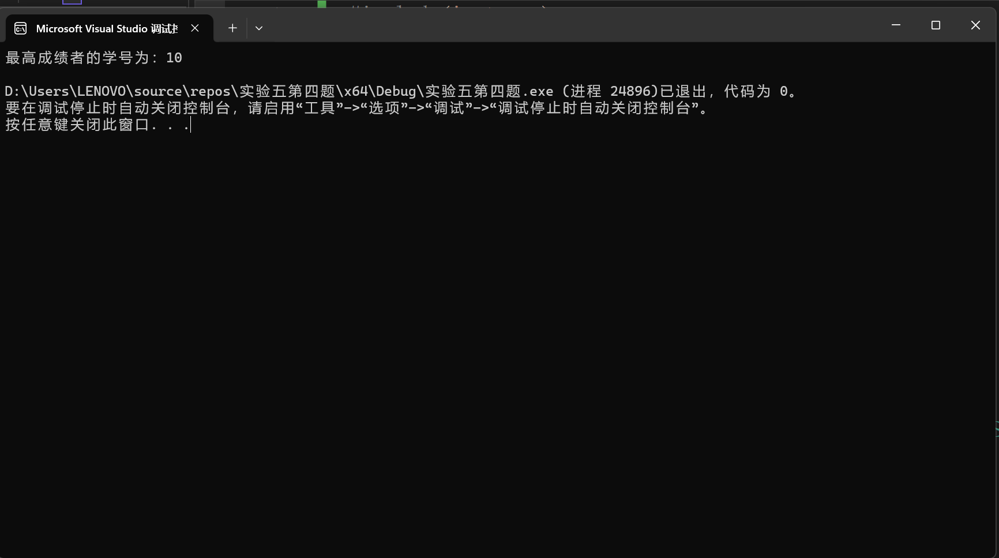 Microsoft Visual Studio 调试
最高成绩者的学号为: 10
D:\Users\LENOVO\source\repos\实验五第四题\x64\Debug\实验五第四题.exe (进程 24896)已退出，代码为 0。
要在调试停止时自动关闭控制台，请启用“工具”->“选项”->“调试”->“调试停止时自动关闭控制台”。
按任意键关闭此窗口. . .